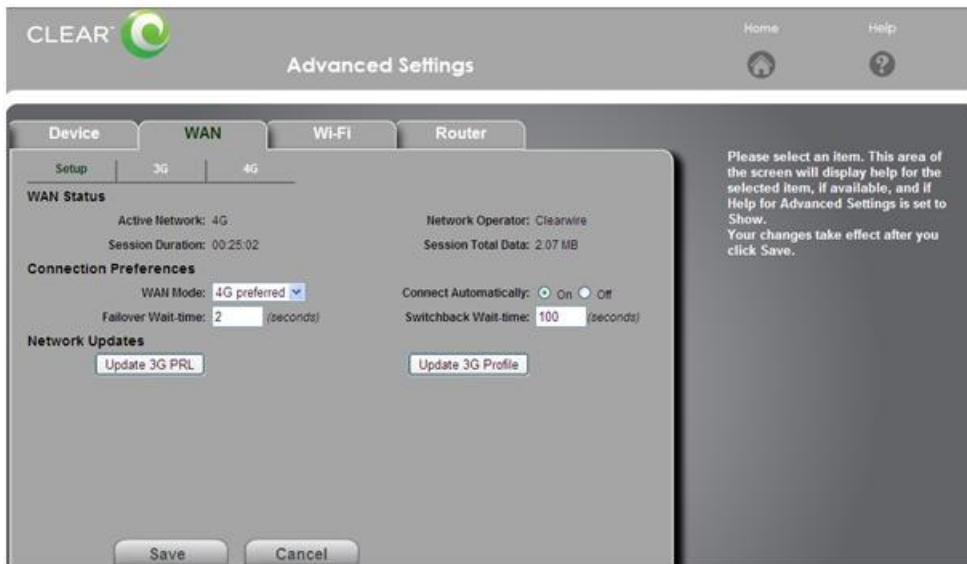 CLEAR™
Home
Help
Advanced Settings
Device
WAN
Wi-Fi
Router
Setup
3G
4G
WAN Status
Active Network: 4G
Network Operator: Clearwire
Session Duration: 00:25:02
Session Total Data: 2.07 MB
Connection Preferences
WAN Mode: 4G preferred
Connect Automatically: On Off
Failover Wait-time: 2 (seconds)
Switchback Wait-time: 100 (seconds)
Network Updates
Update 3G PRL
Update 3G Profile
Save
Cancel
Please select an item. This area of
the screen will display help for the
selected item, if available, and if
Help for Advanced Settings is set to
Show.
Your changes take effect after you
click Save.